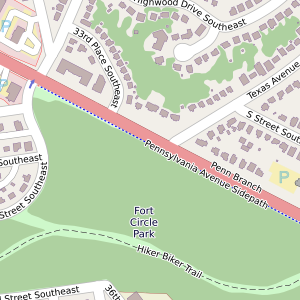 Highwood Drive Southeast
33rd Place Southeast
Texas Avenue
S Street South
Pennsylvania Avenue Sidepath
Penn Branch
P
Southeast
Street Southeast
Fort
Circle
Park
Hiker-Biker-Trail
Street Southeast
36th